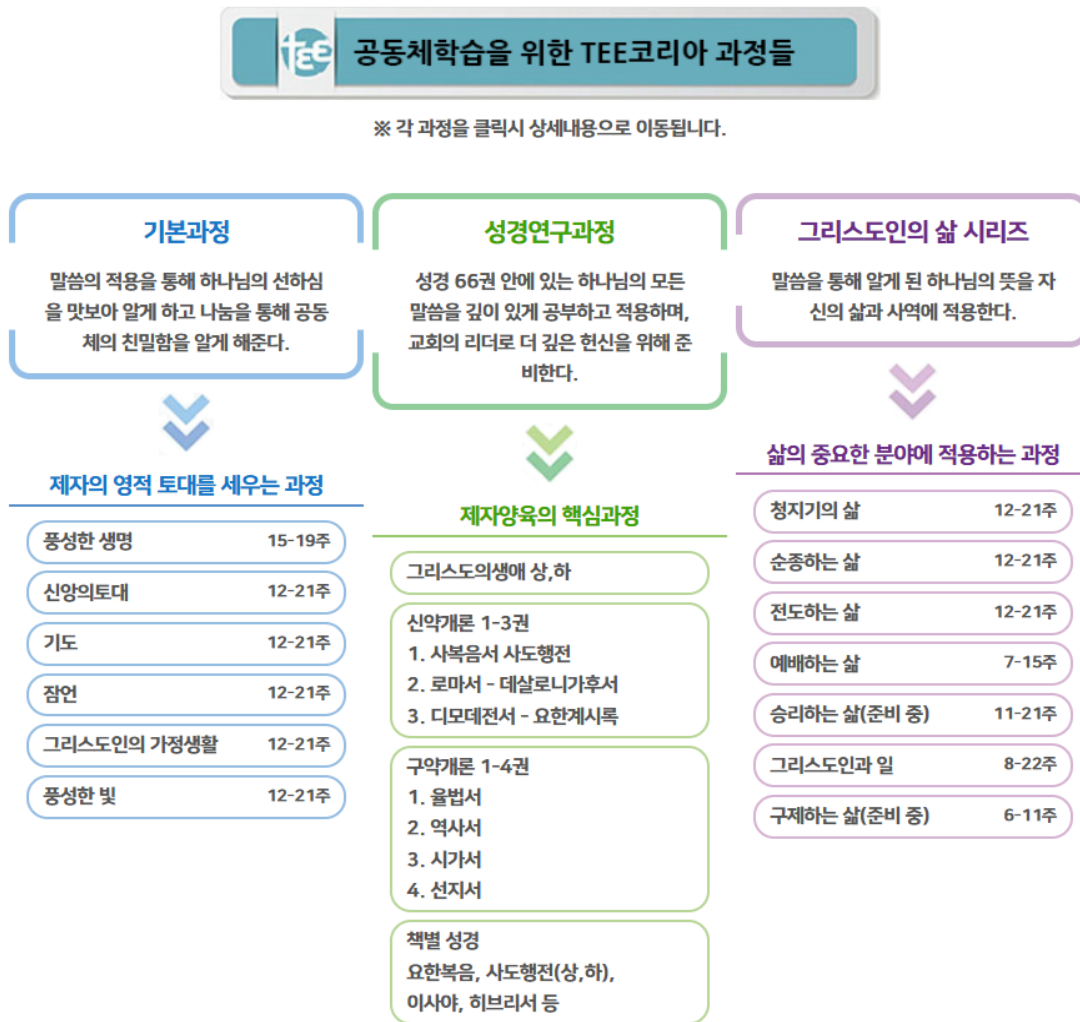 tee 공동체학습을 위한 TEE코리아 과정들
※ 각 과정을 클릭시 상세내용으로 이동됩니다.
기본과정
말씀의 적용을 통해 하나님의 선하심
을 맛보아 알게 하고 나눔을 통해 공동
체의 친밀함을 알게 해준다.
제자의 영적 토대를 세우는 과정
풍성한 생명 15-19주
신앙의토대 12-21주
기도 12-21주
잠언 12-21주
그리스도인의 가정생활 12-21주
풍성한 빛 12-21주
성경연구과정
성경 66권 안에 있는 하나님의 모든
말씀을 깊이 있게 공부하고 적용하며,
교회의 리더로 더 깊은 헌신을 위해 준
비한다.
제자양육의 핵심과정
그리스도의생애 상,하
신약개론 1-3권
1. 사복음서 사도행전
2. 로마서 - 데살로니가후서
3. 디모데전서 - 요한계시록
구약개론 1-4권
1. 율법서
2. 역사서
3. 시가서
4. 선지서
책별 성경
요한복음, 사도행전(상,하),
이사야, 히브리서 등
그리스도인의 삶 시리즈
말씀을 통해 알게 된 하나님의 뜻을 자
신의 삶과 사역에 적용한다.
삶의 중요한 분야에 적용하는 과정
청지기의 삶 12-21주
순종하는 삶 12-21주
전도하는 삶 12-21주
예배하는 삶 7-15주
승리하는 삶(준비 중) 11-21주
그리스도인과 일 8-22주
구제하는 삶(준비 중) 6-11주